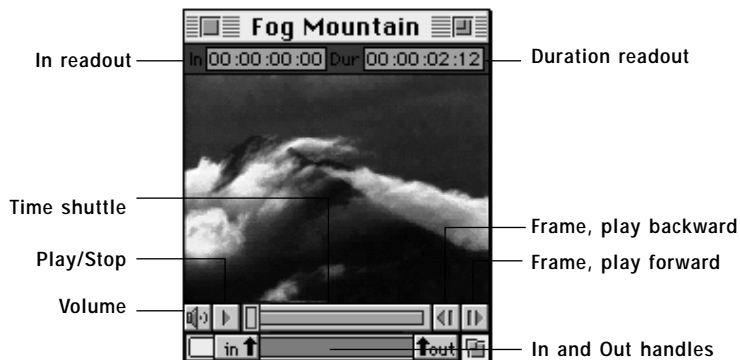 Fog Mountain
In readout
In 00:00:00:00 Dur 00:00:02:12
Duration readout
Time shuttle
Play/Stop
Volume
Frame, play backward
Frame, play forward
in out
In and Out handles